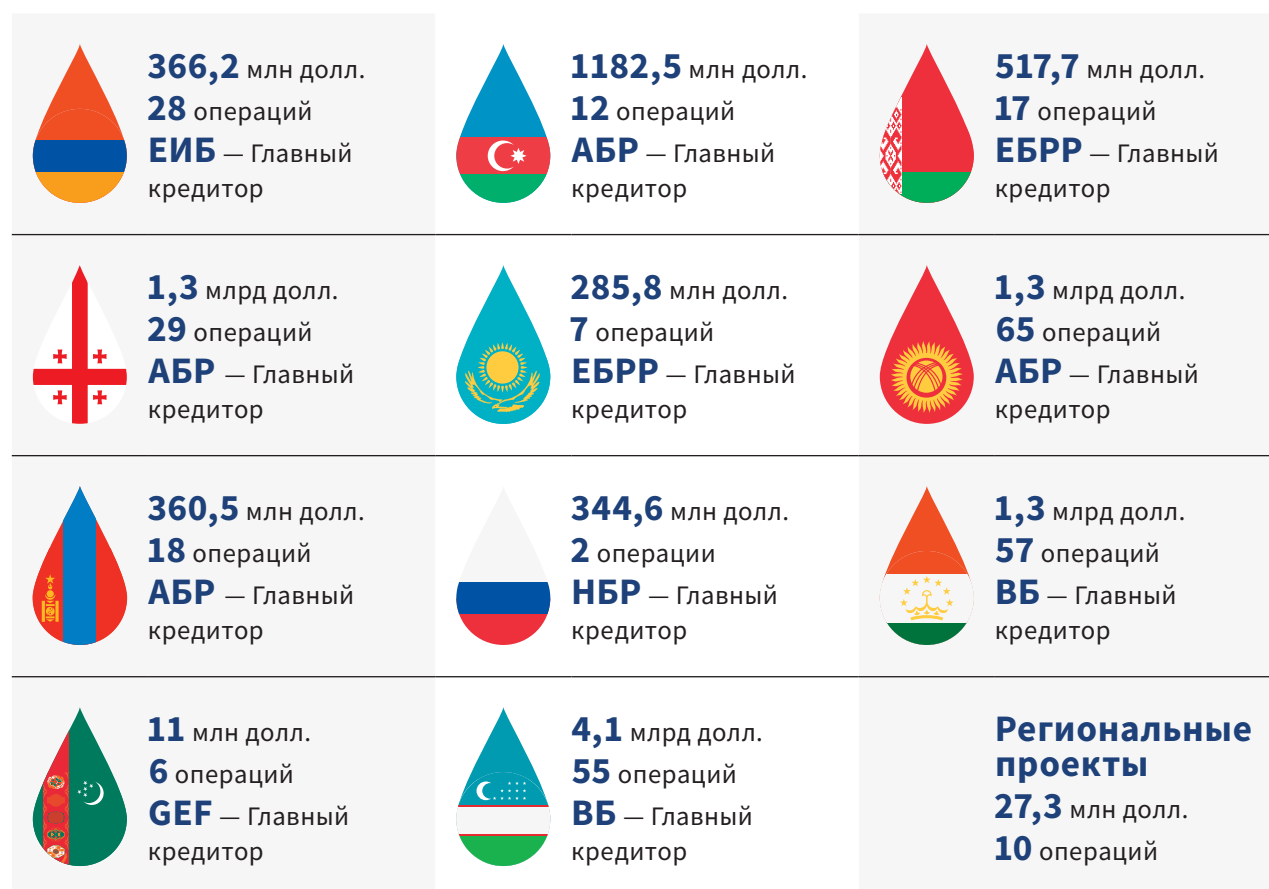 366,2 млн долл.
28 операций
ЕИБ — Главный
кредитор
1182,5 млн долл.
12 операций
АБР — Главный
кредитор
517,7 млн долл.
17 операций
ЕБРР — Главный
кредитор
1,3 млрд долл.
29 операций
АБР — Главный
кредитор
285,8 млн долл.
7 операций
ЕБРР — Главный
кредитор
1,3 млрд долл.
65 операций
АБР — Главный
кредитор
360,5 млн долл.
18 операций
АБР — Главный
кредитор
344,6 млн долл.
2 операции
НБР — Главный
кредитор
1,3 млрд долл.
57 операций
ВБ — Главный
кредитор
11 млн долл.
6 операций
GEF — Главный
кредитор
4,1 млрд долл.
55 операций
ВБ — Главный
кредитор
Региональные
проекты
27,3 млн долл.
10 операций